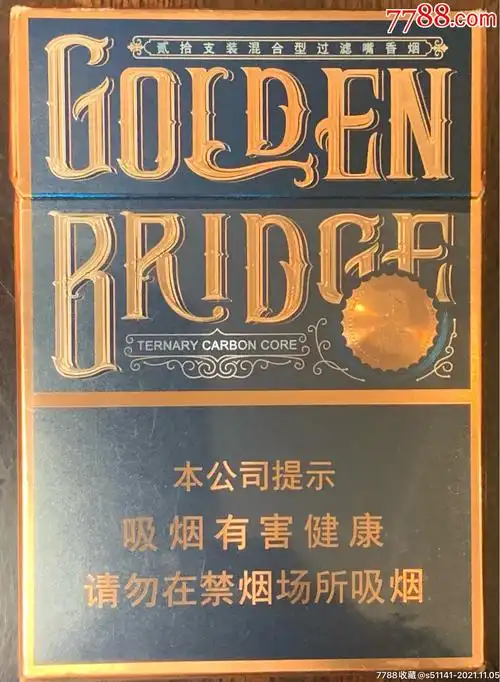 7788.com
贰拾支装混合型过滤嘴香烟
GOLDEN
BRIDGE
TERNARY CARBON CORE
本公司提示
吸烟有害健康
请勿在禁烟场所吸烟
7788收藏@s51141-2021.11.05